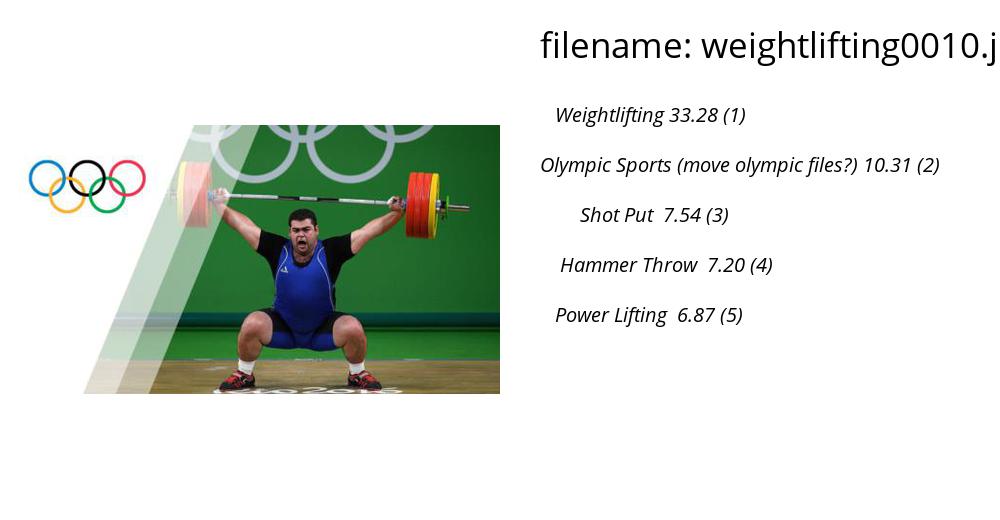 filename: weightlifting0010.j
Weightlifting 33.28 (1)
Olympic Sports (move olympic files?) 10.31 (2)
Shot Put 7.54 (3)
Hammer Throw 7.20 (4)
Power Lifting 6.87 (5)